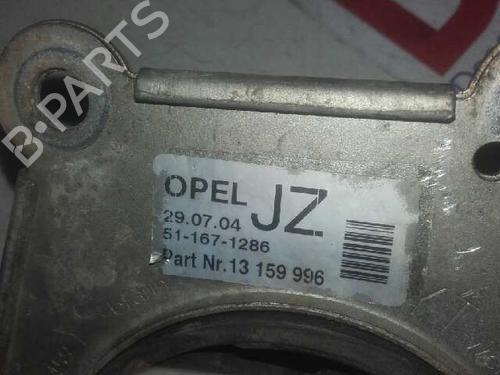 B-PARTS
OPEL JZ
29.07.04
51-167-1286
Part Nr.13 159 996